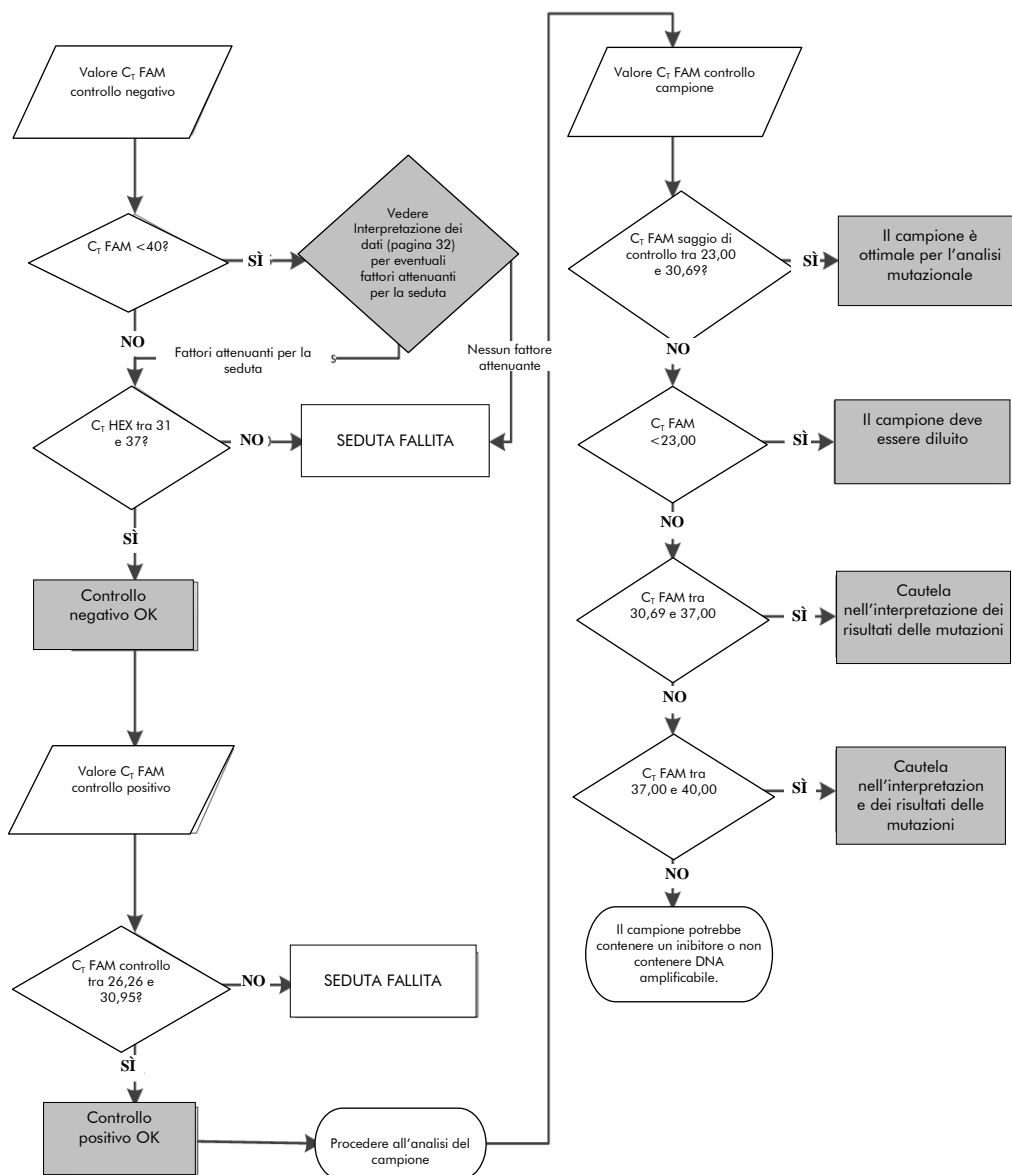 Valore CT FAM
controllo negativo
CT FAM <40?
SÌ
Vedere
Interpretazione dei
dati (pagina 32)
per eventuali
fattori attenuanti
per la seduta
NO
Fattori attenuanti per la
seduta
s
Nessun fattore
attenuante
CT HEX tra 31
e 37?
NO
SEDUTA FALLITA
SÌ
Controllo
negativo OK
Valore CT FAM
controllo positivo
CT FAM controllo
tra 26,26 e
30,95?
NO
SEDUTA FALLITA
SÌ
Controllo
positivo OK
Procedere all'analisi del
campione
Valore CT FAM controllo
campione
CT FAM saggio di
controllo tra 23,00
e 30,69?
SÌ
Il campione è
ottimale per l'analisi
mutazionale
NO
CT FAM
<23,00
SÌ
Il campione deve
essere diluito
NO
CT FAM tra
30,69 e 37,00
SÌ
Cautela
nell'interpretazione dei
risultati delle mutazioni
NO
CT FAM tra
37,00 e 40,00
SÌ
Cautela
nell'interpretazion
e dei risultati delle
mutazioni
NO
Il campione potrebbe
contenere un inibitore o non
contenere DNA
amplificabile.